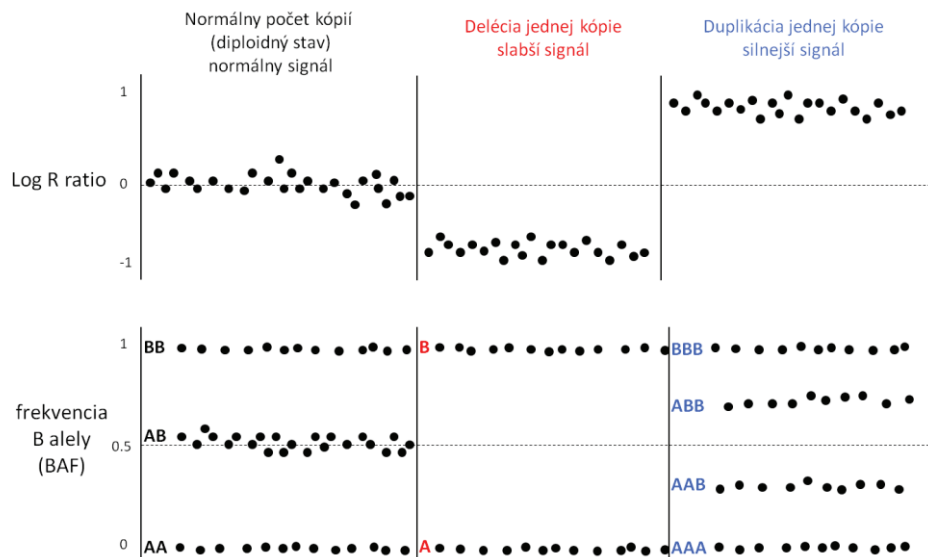 Normálny počet kópií
(diploidný stav)
normálny signál
Delécia jednej kópie
slabší signál
Duplikácia jednej kópie
silnejší signál
1
Log R ratio
0
-1
1
BB
B
BBB
ABB
frekvencia
B alely
(BAF)
AB
0.5
AAB
0
AA
A
AAA